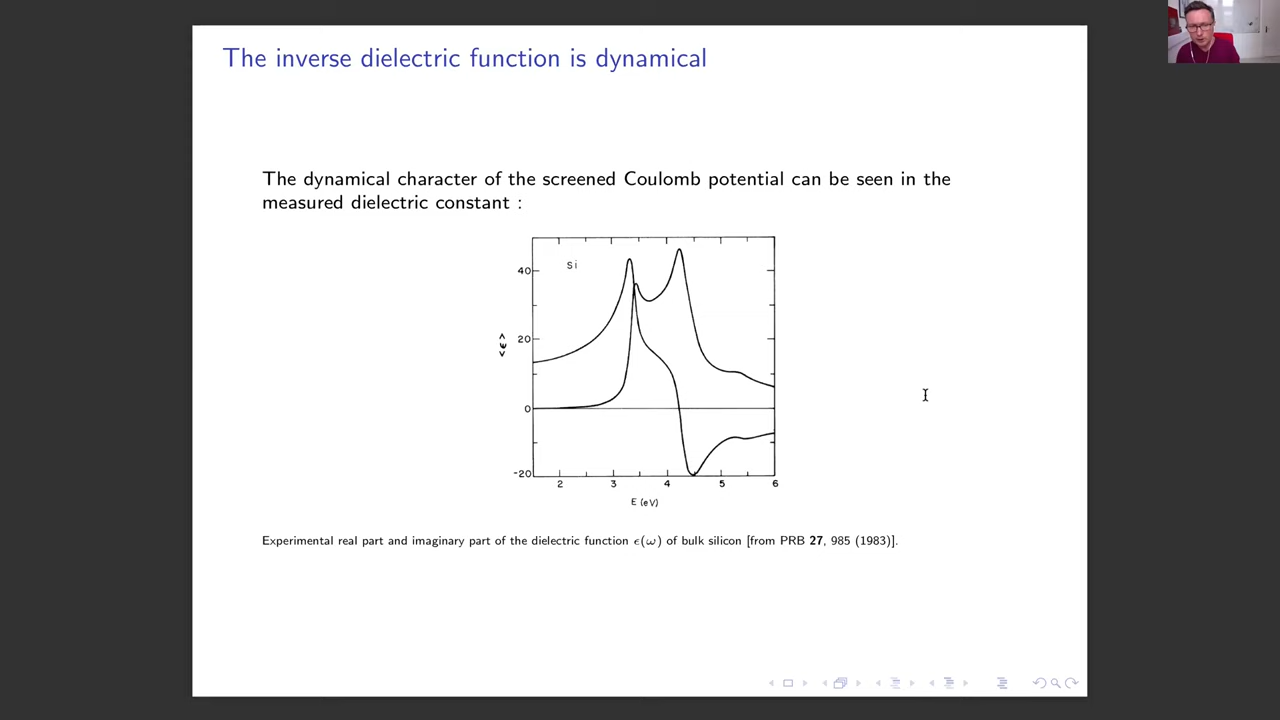 The inverse dielectric function is dynamical
The dynamical character of the screened Coulomb potential can be seen in the
measured dielectric constant :
Si
40
20
0
-20
<ϵ>
2 3 4 5 6
E (eV)
Experimental real part and imaginary part of the dielectric function ϵ(ω) of bulk silicon [from PRB 27, 985 (1983)].